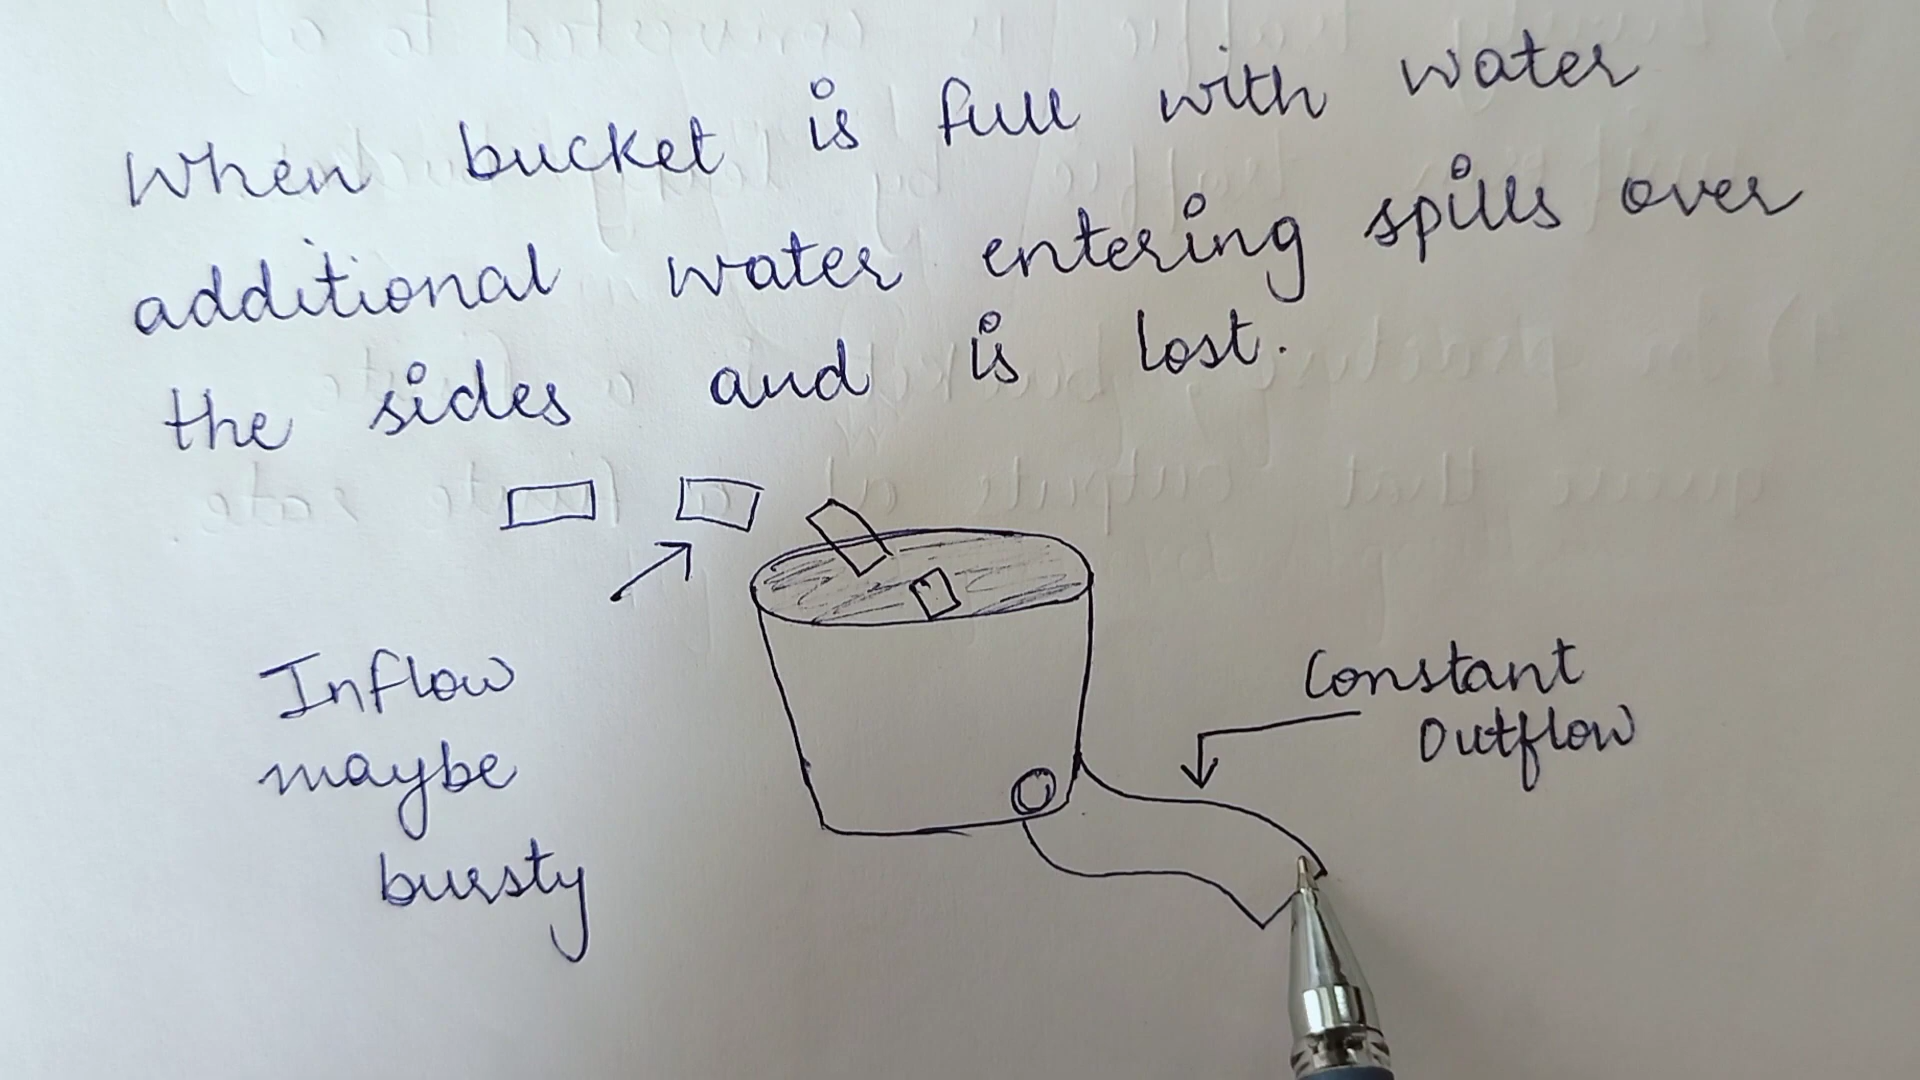 When bucket is full with water
additional water entering spills over
the sides and is lost.
Inflow
maybe
bursty
Constant
Outflow